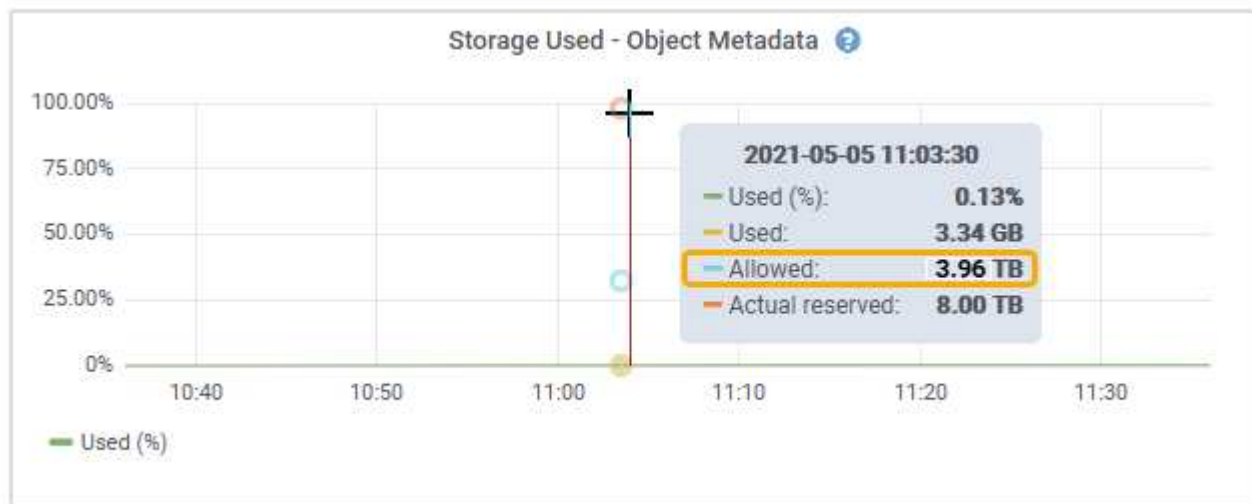 Storage Used - Object Metadata ?
100.00%
75.00%
50.00%
25.00%
0%
10:40 10:50 11:00 11:10 11:20 11:30
2021-05-05 11:03:30
Used (%): 0.13%
Used: 3.34 GB
Allowed: 3.96 TB
Actual reserved: 8.00 TB
Used (%)